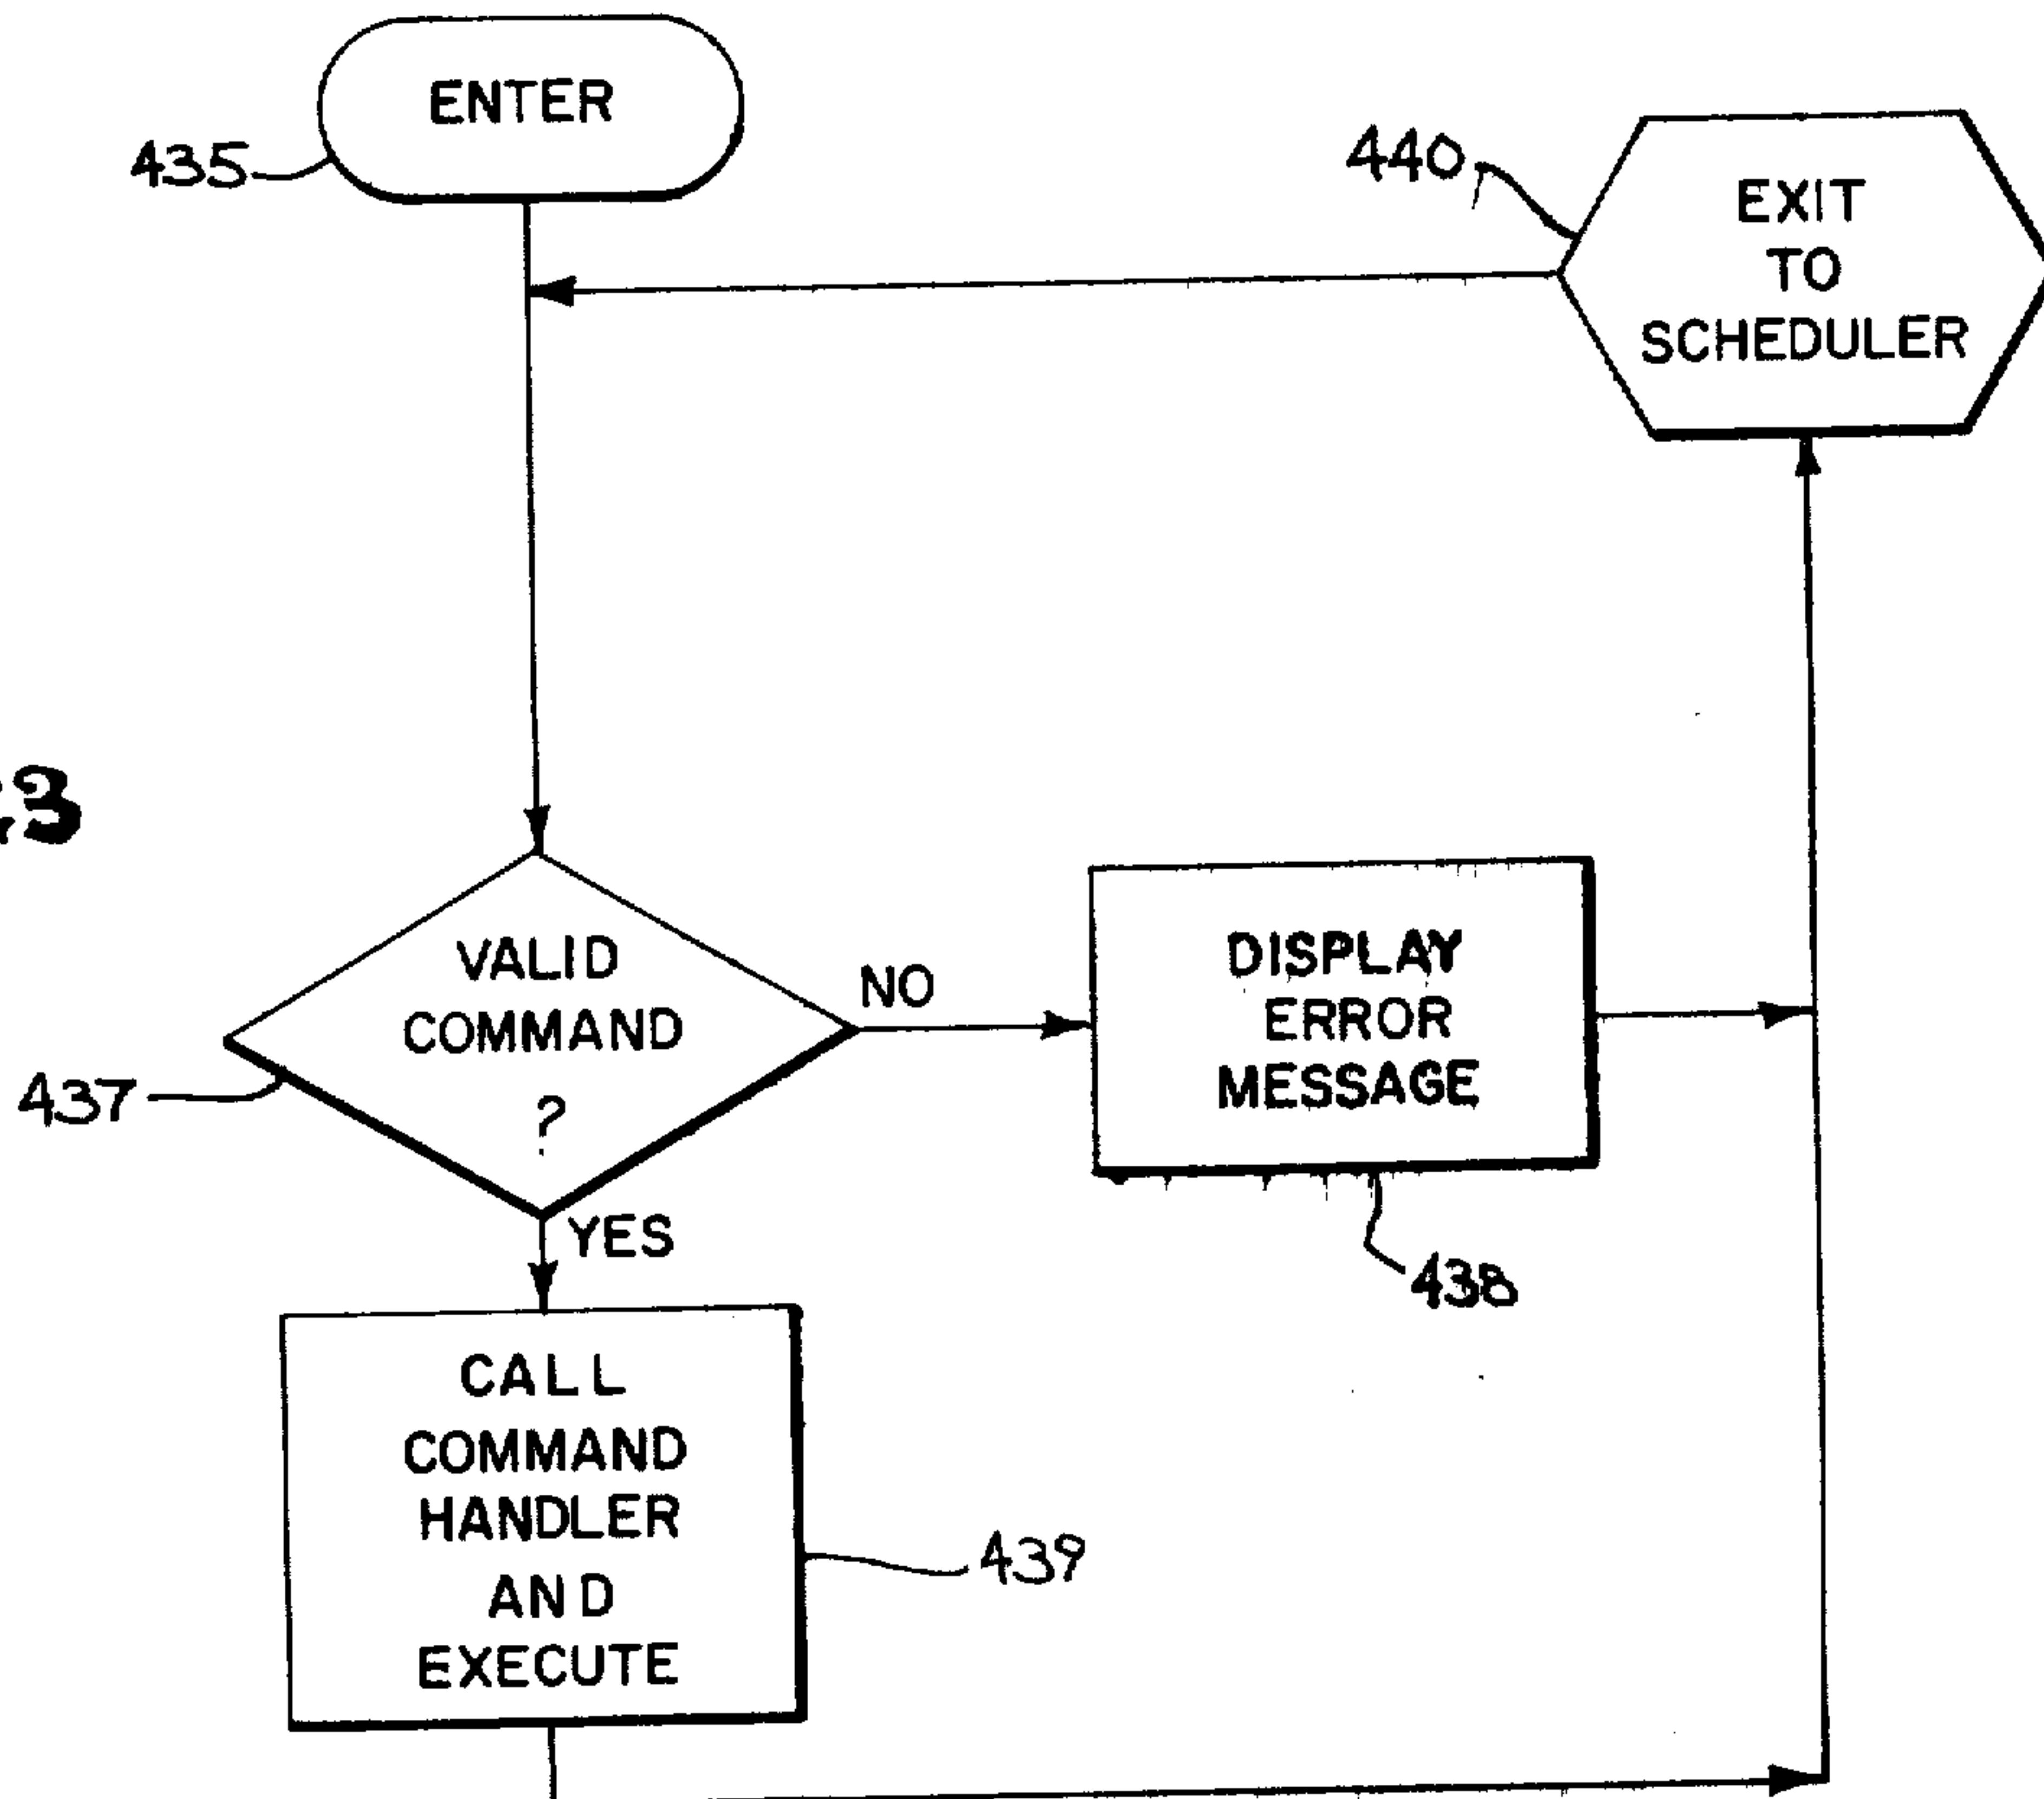 ENTER
435
440
EXIT
TO
SCHEDULER
3
VALID
COMMAND
?
NO
437
YES
DISPLAY
ERROR
MESSAGE
438
CALL
COMMAND
HANDLER
AND
EXECUTE
439